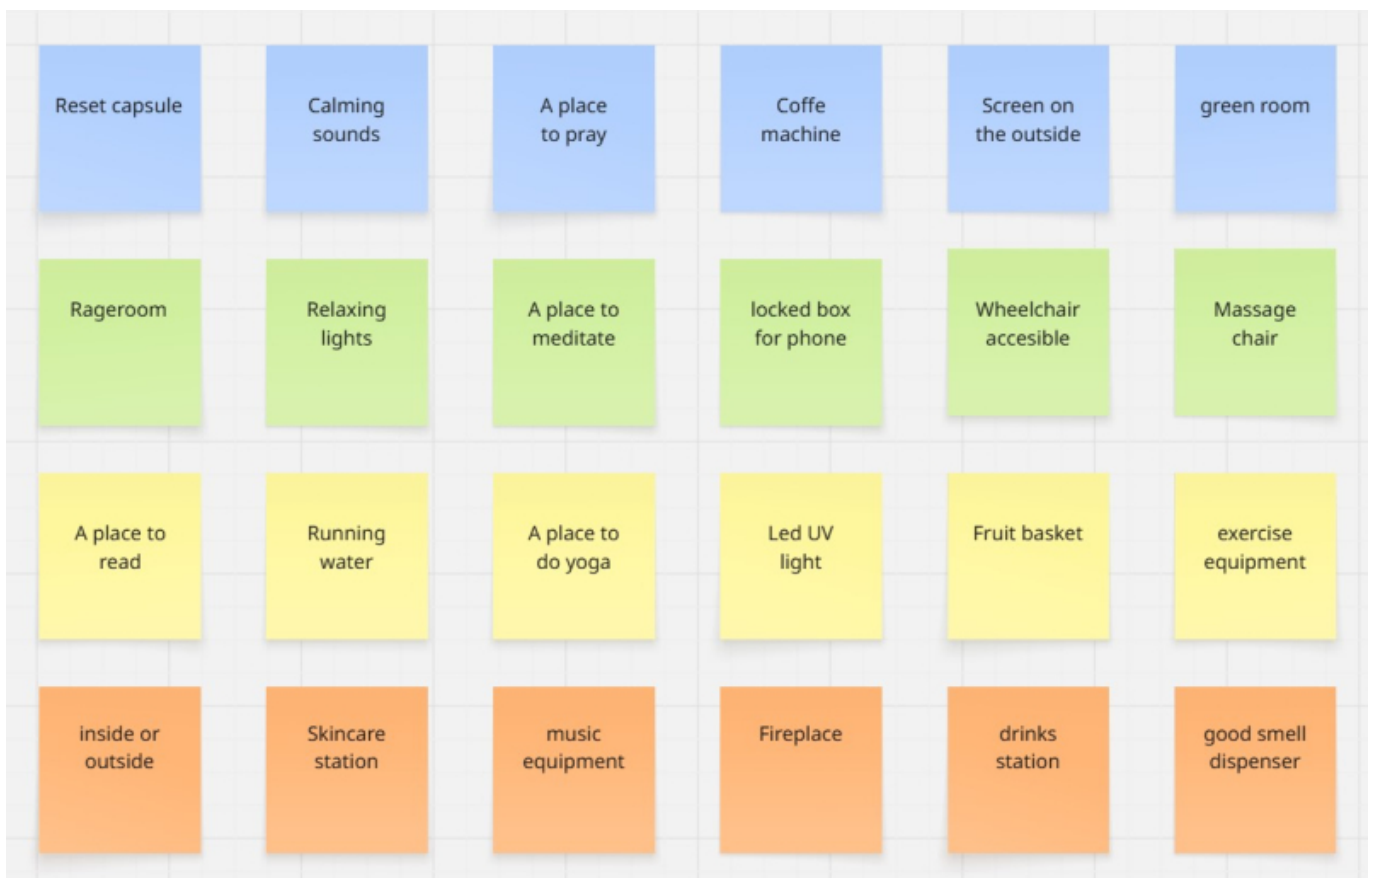 Reset capsule
Calming
sounds
A place
to pray
Coffe
machine
Screen on
the outside
green room
Rageroom
Relaxing
lights
A place to
meditate
locked box
for phone
Wheelchair
accesible
Massage
chair
A place to
read
Running
water
A place to
do yoga
Led UV
light
Fruit basket
exercise
equipment
inside or
outside
Skincare
station
music
equipment
Fireplace
drinks
station
good smell
dispenser